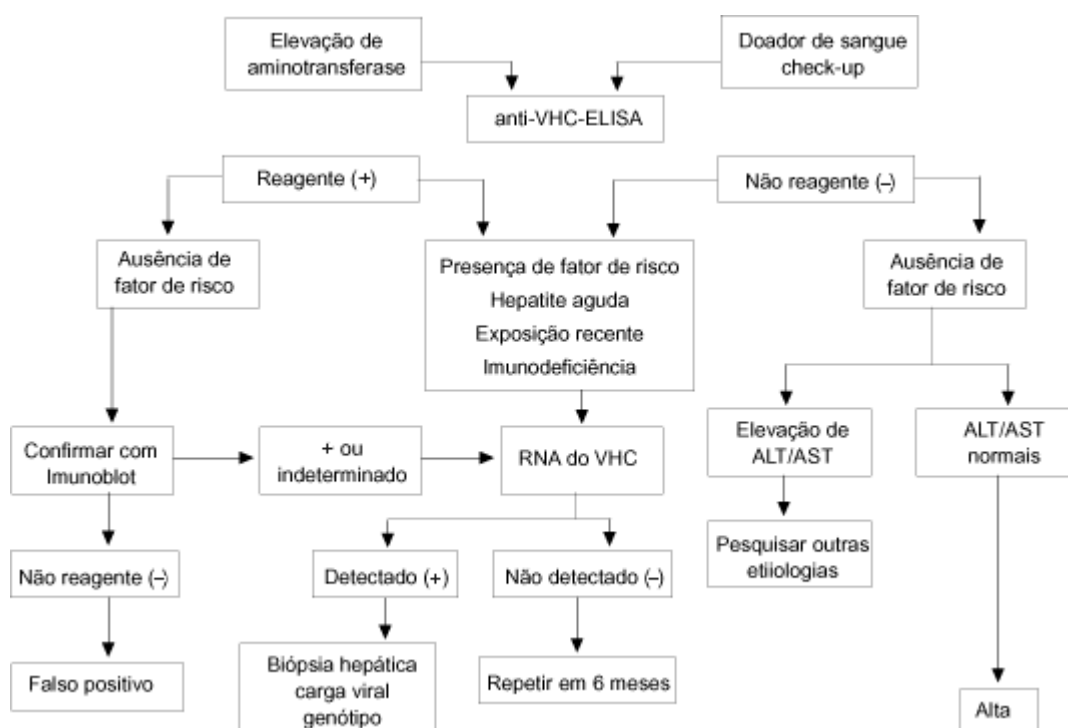 Elevação de
aminotransferase
Doador de sangue
check-up
anti-VHC-ELISA
Reagente (+)
Não reagente (–)
Ausência de
fator de risco
Presença de fator de risco
Hepatite aguda
Exposição recente
Imunodeficiência
Ausência de
fator de risco
Confirmar com
Imunoblot
+ ou
indeterminado
RNA do VHC
Elevação de
ALT/AST
ALT/AST
normais
Não reagente (–)
Detectado (+)
Não detectado (–)
Pesquisar outras
etiiologias
Falso positivo
Biópsia hepática
carga viral
genótipo
Repetir em 6 meses
Alta